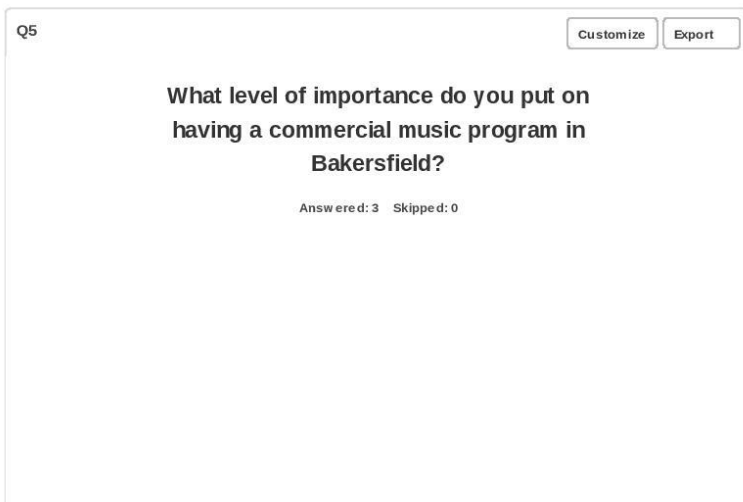 Q5
Customize Export
What level of importance do you put on
having a commercial music program in
Bakersfield?
Answered: 3 Skipped: 0